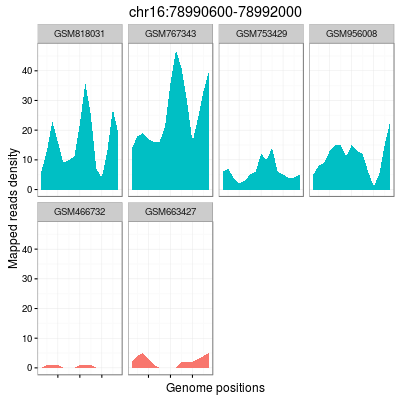 chr16:78990600-78992000
GSM818031 GSM767343 GSM753429 GSM956008
40
30
20
10
0
GSM466732 GSM663427
40
30
20
10
0
Mapped reads density
Genome positions